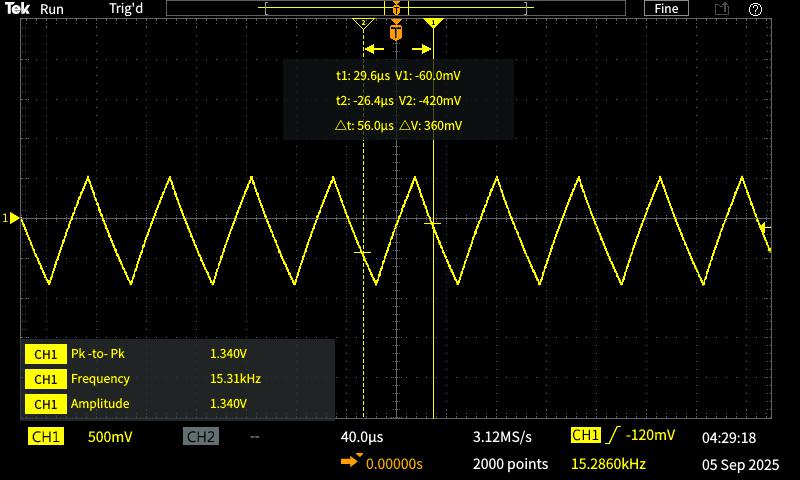 Tek Run Trig'd Fine
2 T 1
T
t1: 29.6µs V1: -60.0mV
t2: -26.4µs V2: -420mV
△t: 56.0µs △V: 360mV
1
CH1 Pk -to- Pk 1.340V
CH1 Frequency 15.31kHz
CH1 Amplitude 1.340V
CH1 500mV CH2 -- 40.0µs 3.12MS/s CH1 -120mV 04:29:18
0.00000s 2000 points 15.2860kHz 05 Sep 2025